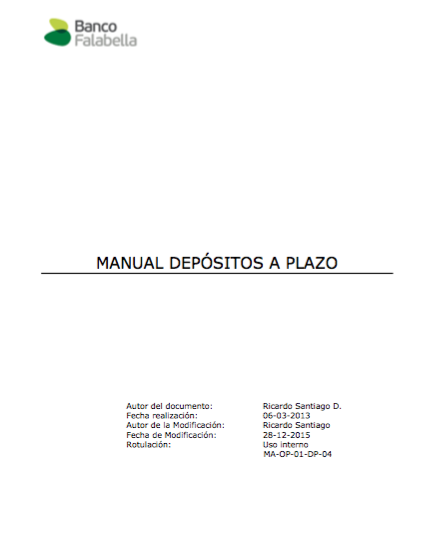 Banco
Falabella
MANUAL DEPÓSITOS A PLAZO
Autor del documento: Ricardo Santiago D.
Fecha realización: 06-03-2013
Autor de la Modificación: Ricardo Santiago
Fecha de Modificación: 28-12-2015
Rotulación: Uso interno
MA-OP-01-DP-04